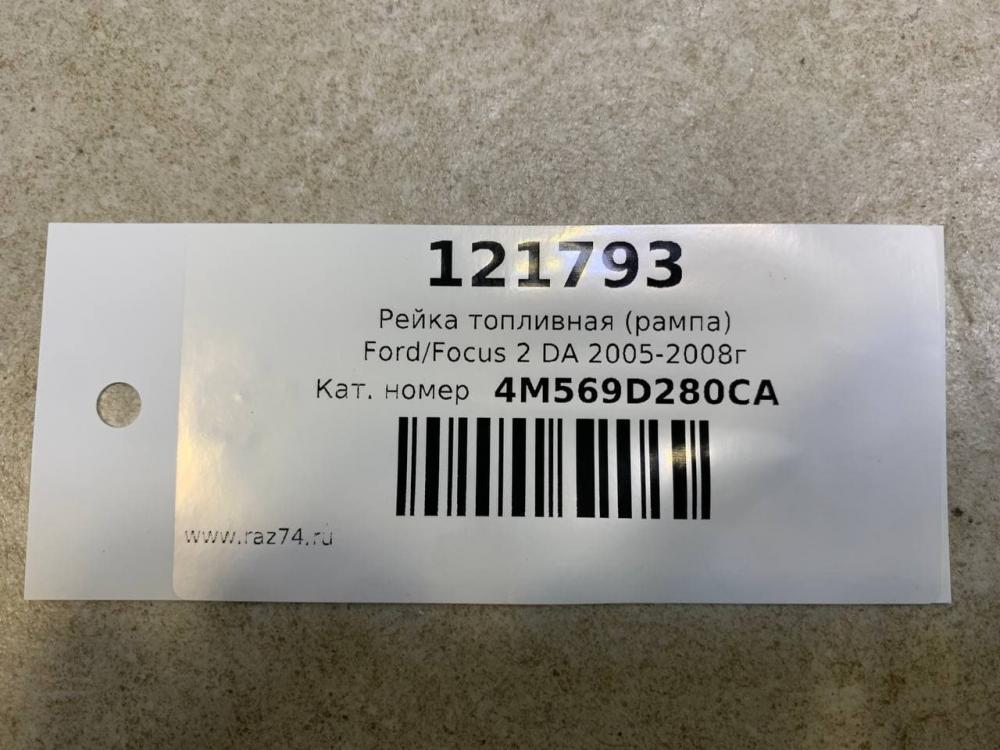 121793
Рейка топливная (рампа)
Ford/Focus 2 DA 2005-2008г
Кат. номер 4M569D280CA
www.raz74.ru